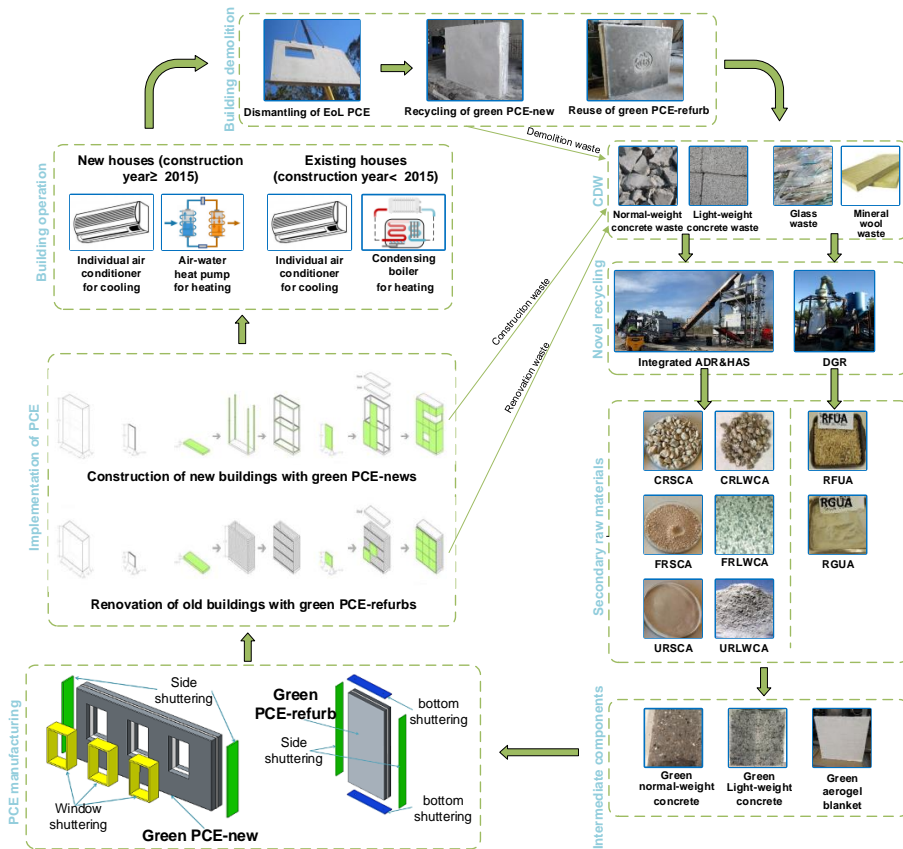 Building demolition
Dismantling of EoL PCE
Recycling of green PCE-new
Reuse of green PCE-refurb
Demolition waste
Building operation
New houses (construction
year≥ 2015)
Existing houses
(construction year< 2015)
Individual air
conditioner
for cooling
Air-water
heat pump
for heating
Individual air
conditioner
for cooling
Condensing
boiler
for heating
CDW
Normal-weight
concrete waste
Light-weight
concrete waste
Glass
waste
Mineral
wool waste
Construciton waste
Renovation waste
Novel recycling
Integrated ADR&HAS
DGR
Implementation of PCE
Construction of new buildings with green PCE-news
Renovation of old buildings with green PCE-refurbs
Secondary raw materials
CRSCA
CRLWCA
RFUA
RFUA
FRSCA
FRLWCA
RGUA
RGUA
URSCA
URLWCA
PCE manufacturing
Side
shuttering
Window
shuttering
Green PCE-new
Green
PCE-refurb
Side
shuttering
bottom
shuttering
bottom
shuttering
Intermediate components
Green
normal-weight
concrete
Green
Light-weight
concrete
Green
aerogel
blanket